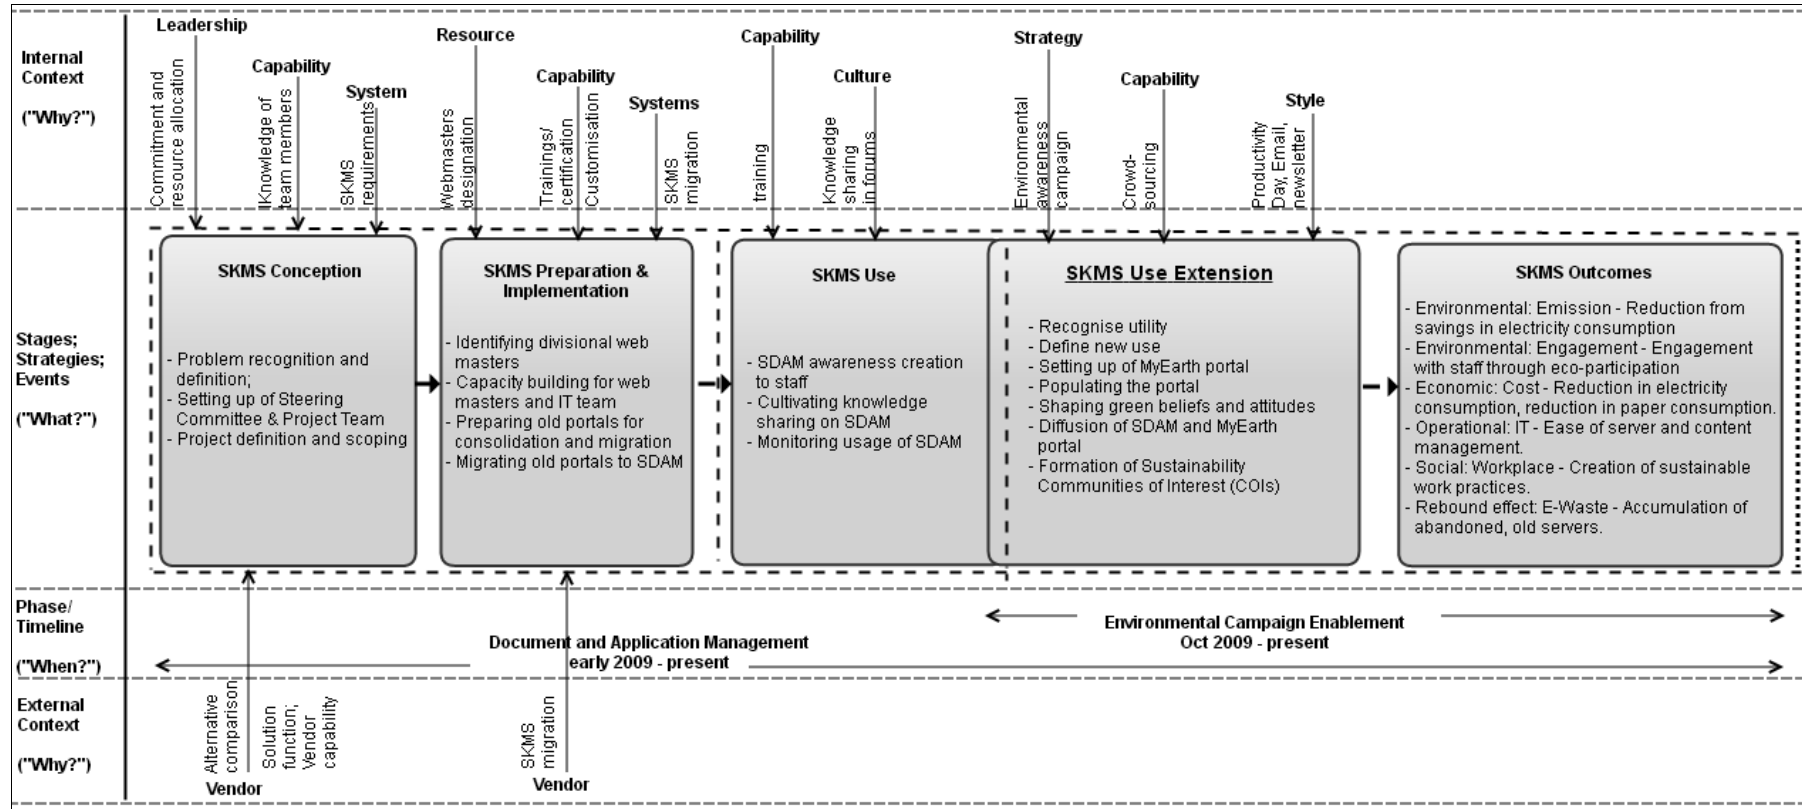 Internal
Context
("Why?")
Leadership
Commitment and
resource allocation
Capability
Knowledge of
team members
System
SKMS
requirements
Resource
Webmasters
designation
Capability
Trainings/
certification
Customisation
Systems
SKMS
migration
Capability
training
Culture
Knowledge
sharing
in forums
Strategy
Environmental
awareness
campaign
Capability
Crowd-
sourcing
Style
Productivity
Day, Email,
newsletter
Stages;
Strategies;
Events
("What?")
SKMS Conception
- Problem recognition and
definition;
- Setting up of Steering
Committee & Project Team
- Project definition and scoping
SKMS Preparation &
Implementation
- Identifying divisional web
masters
- Capacity building for web
masters and IT team
- Preparing old portals for
consolidation and migration
- Migrating old portals to SDAM
SKMS Use
- SDAM awareness creation
to staff
- Cultivating knowledge
sharing on SDAM
- Monitoring usage of SDAM
SKMS Use Extension
- Recognise utility
- Define new use
- Setting up of MyEarth portal
- Populating the portal
- Shaping green beliefs and attitudes
- Diffusion of SDAM and MyEarth
portal
- Formation of Sustainability
Communities of Interest (COIs)
SKMS Outcomes
- Environmental: Emission - Reduction from
savings in electricity consumption
- Environmental: Engagement - Engagement
with staff through eco-participation
- Economic: Cost - Reduction in electricity
consumption, reduction in paper consumption.
- Operational: IT - Ease of server and content
management.
- Social: Workplace - Creation of sustainable
work practices.
- Rebound effect: E-Waste - Accumulation of
abandoned, old servers.
Phase/
Timeline
("When?")
Document and Application Management
early 2009 - present
Environmental Campaign Enablement
Oct 2009 - present
External
Context
("Why?")
Alternative
comparison
Solution
function;
Vendor
capability
Vendor
SKMS
migration
Vendor